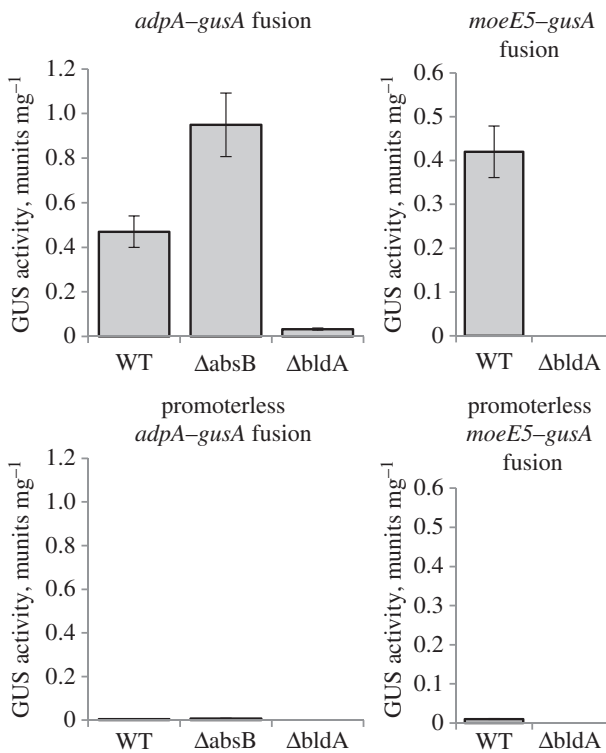 adpA–gusA fusion
GUS activity, munits mg⁻¹
1.2
1.0
0.8
0.6
0.4
0.2
0
WT ΔabsB ΔbldA
moeE5–gusA
fusion
GUS activity, munits mg⁻¹
0.6
0.5
0.4
0.3
0.2
0.1
0
WT ΔbldA
promoterless
adpA–gusA fusion
GUS activity, munits mg⁻¹
1.2
1.0
0.8
0.6
0.4
0.2
0
WT ΔabsB ΔbldA
promoterless
moeE5–gusA
fusion
GUS activity, munits mg⁻¹
0.6
0.5
0.4
0.3
0.2
0.1
0
WT ΔbldA